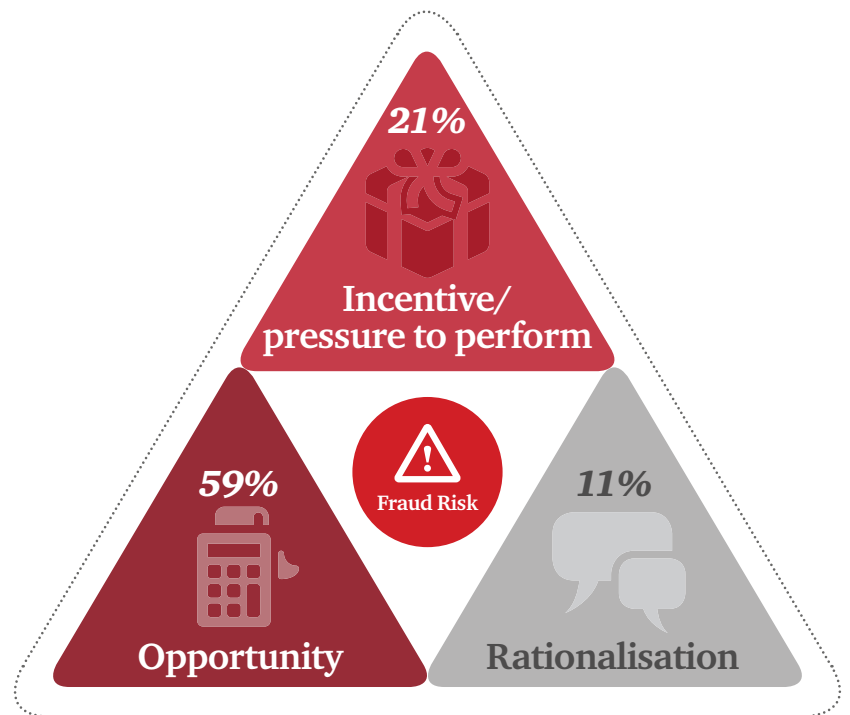 21%
Incentive/
pressure to perform
59%
Opportunity
Fraud Risk
11%
Rationalisation